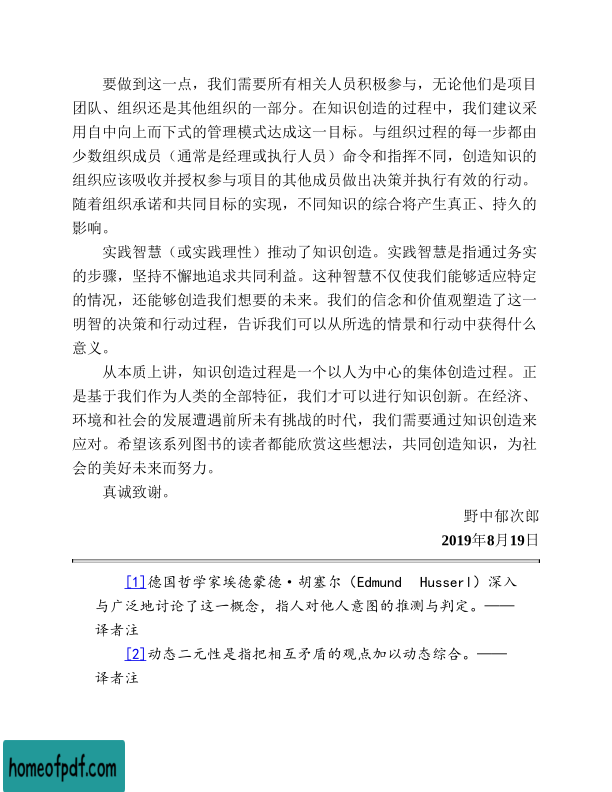 要做到这一点，我们需要所有相关人员积极参与，无论他们是项目
团队、组织还是其他组织的一部分。在知识创造的过程中，我们建议采
用自中向上而下式的管理模式达成这一目标。与组织过程的每一步都由
少数组织成员（通常是经理或执行人员）命令和指挥不同，创造知识的
组织应该吸收并授权参与项目的其他成员做出决策并执行有效的行动。
随着组织承诺和共同目标的实现，不同知识的综合将产生真正、持久的
影响。
实践智慧（或实践理性）推动了知识创造。实践智慧是指通过务实
的步骤，坚持不懈地追求共同利益。这种智慧不仅使我们能够适应特定
的情况，还能够创造我们想要的未来。我们的信念和价值观塑造了这一
明智的决策和行动过程，告诉我们可以从所选的情景和行动中获得什么
意义。
从本质上讲，知识创造过程是一个以人为中心的集体创造过程。正
是基于我们作为人类的全部特征，我们才可以进行知识创新。在经济、
环境和社会的发展遭遇前所未有挑战的时代，我们需要通过知识创造来
应对。希望该系列图书的读者都能欣赏这些想法，共同创造知识，为社
会的美好未来而努力。
真诚致谢。
野中郁次郎
2019年8月19日
[1]德国哲学家埃德蒙德·胡塞尔（Edmund Husserl）深入
与广泛地讨论了这一概念，指人对他人意图的推测与判定。——
译者注
[2]动态二元性是指把相互矛盾的观点加以动态综合。——
译者注
homeofpdf.com